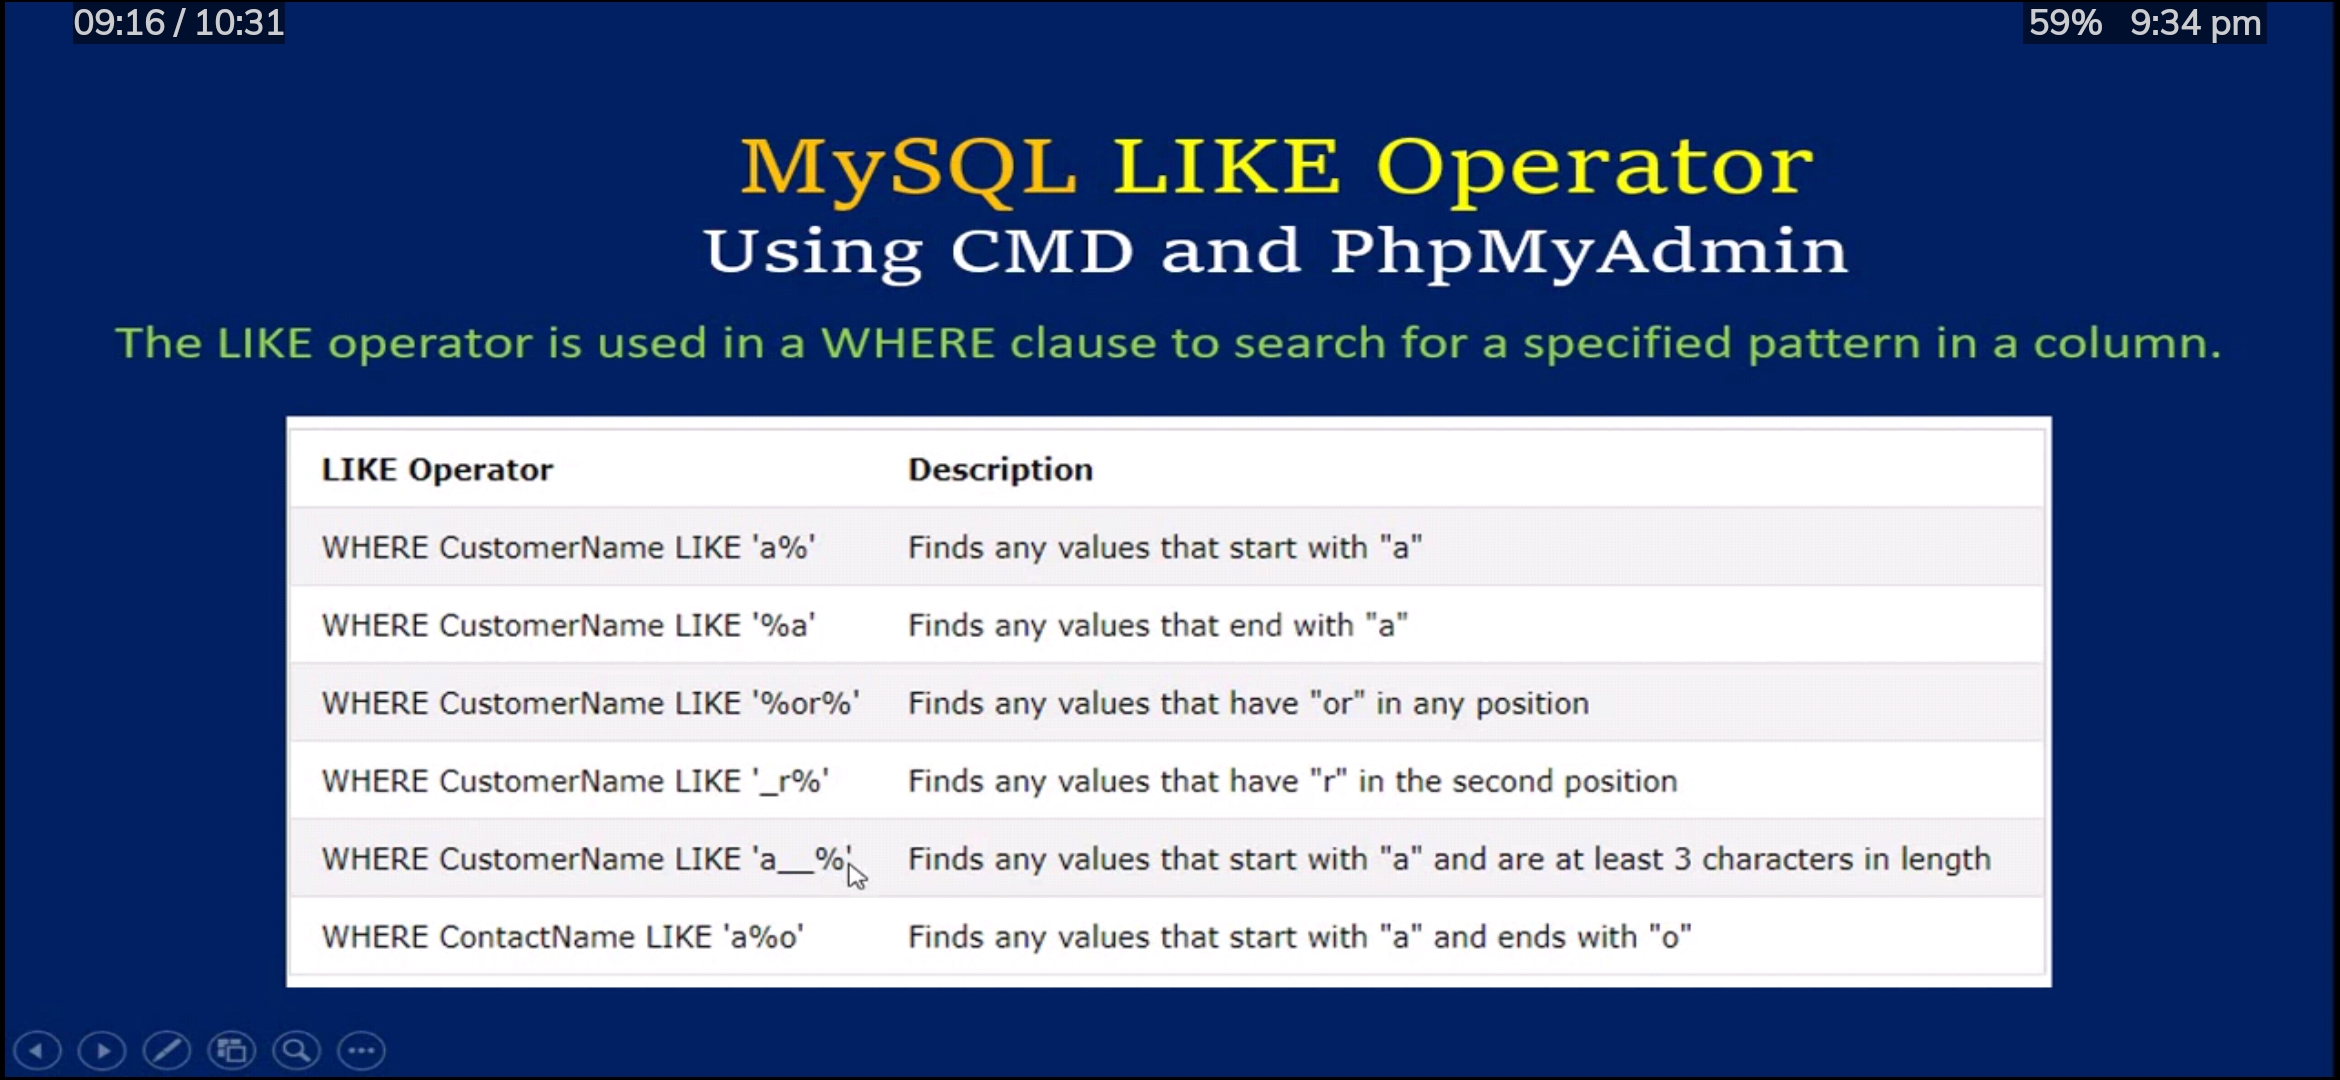 09:16 / 10:31
59% 9:34 pm
MySQL LIKE Operator
Using CMD and PhpMyAdmin
The LIKE operator is used in a WHERE clause to search for a specified pattern in a column.
LIKE Operator Description
WHERE CustomerName LIKE 'a%' Finds any values that start with "a"
WHERE CustomerName LIKE '%a' Finds any values that end with "a"
WHERE CustomerName LIKE '%or%' Finds any values that have "or" in any position
WHERE CustomerName LIKE '_r%' Finds any values that have "r" in the second position
WHERE CustomerName LIKE 'a__%' Finds any values that start with "a" and are at least 3 characters in length
WHERE ContactName LIKE 'a%o' Finds any values that start with "a" and ends with "o"